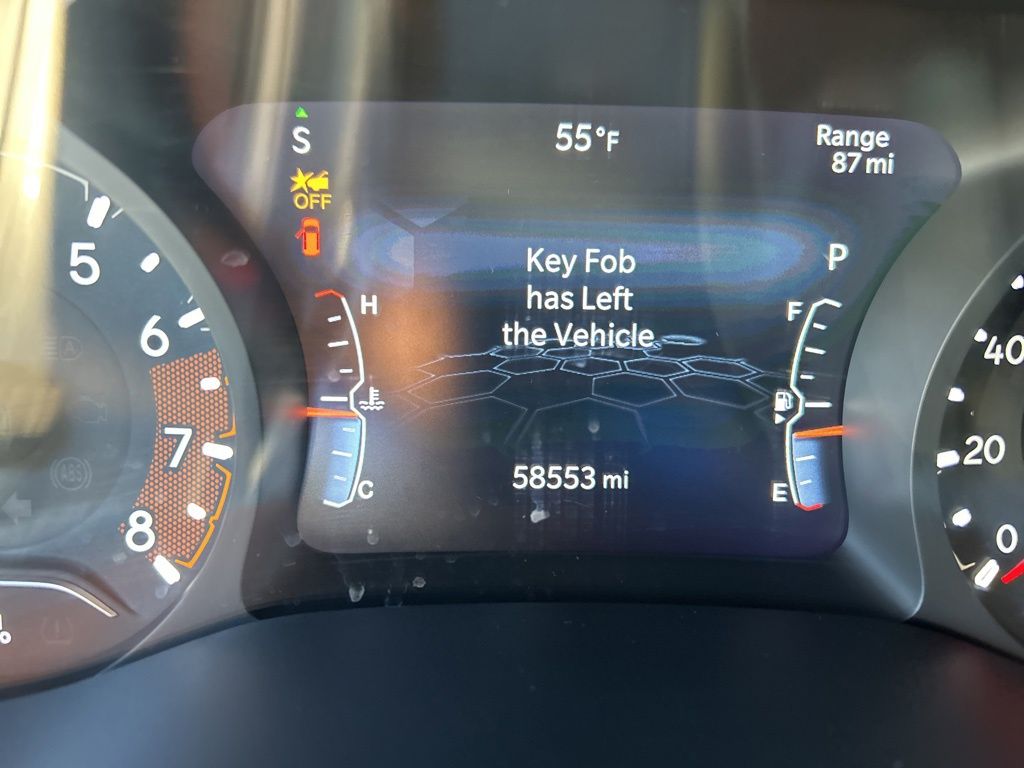 S
55°F
Range
87 mi
OFF
Key Fob
has Left
the Vehicle
P
H
F
C
E
58553 mi
5
6
7
8
ABS
A
40
20
0